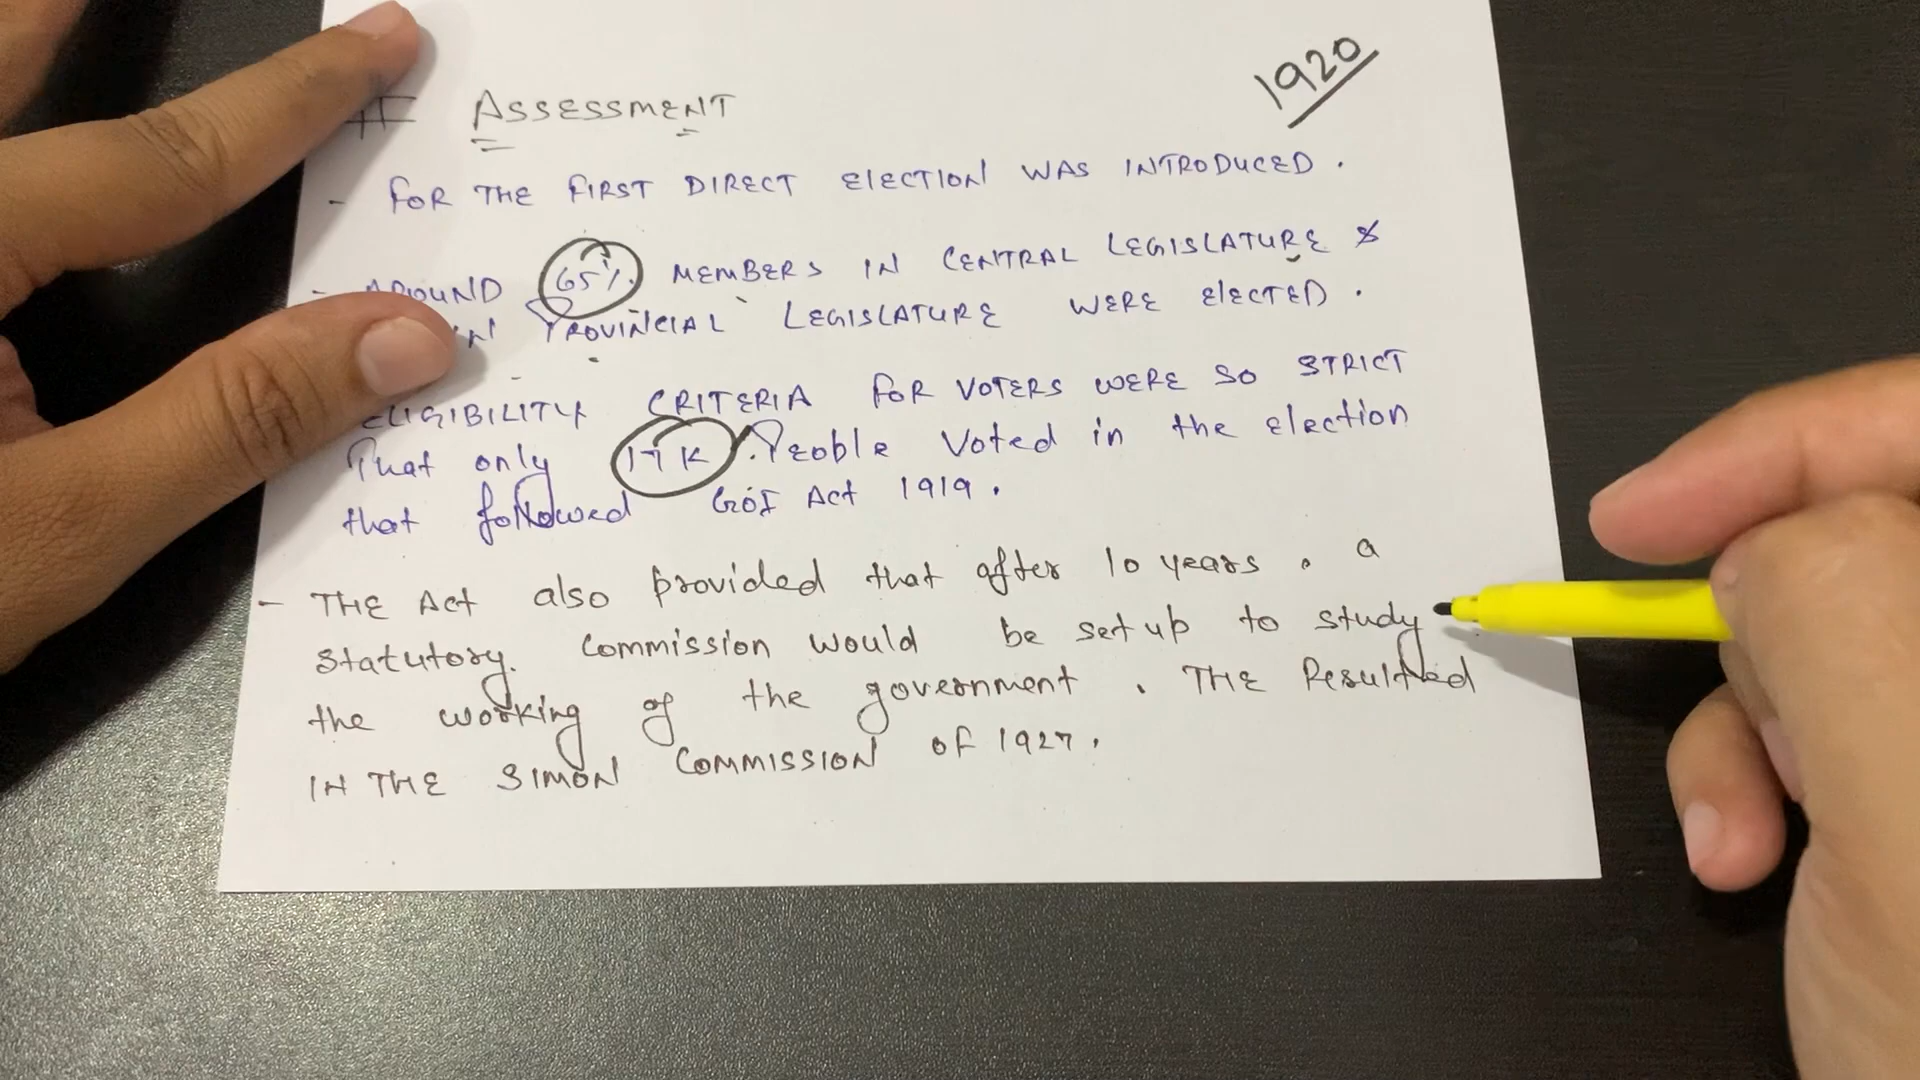 1920
# ASSESSMENT
- FOR THE FIRST DIRECT ElECTION WAS INTRODUCED.
- AROUND 65% MEMBERS IN CENTRAL LEGISLATURE &
PROVINCIAL LEGISLATURE WERE ElECTED.
ELIGIBILITY CRITERIA FOR VOTERS WERE SO STRICT
That only 17K People Voted in the election
that followed GOI Act 1919.
- THE Act also provided that after 10 years, a
Statutory. Commission would be set up to study
the working of the government. THE Resulted
IN THE SIMON COMMISSION OF 1927.